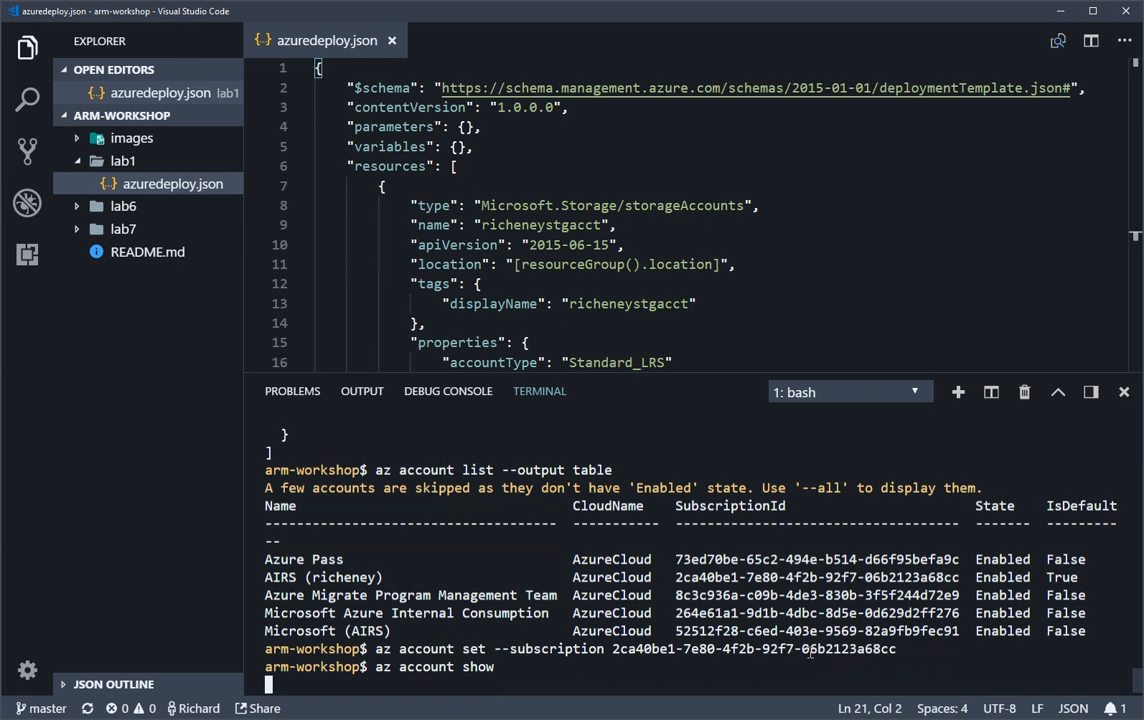 azuredeploy.json - arm-workshop - Visual Studio Code
EXPLORER
OPEN EDITORS
{..} azuredeploy.json lab1
ARM-WORKSHOP
images
lab1
{..} azuredeploy.json
lab6
lab7
README.md
JSON OUTLINE
{..} azuredeploy.json
1 {
2 "$schema": "https://schema.management.azure.com/schemas/2015-01-01/deploymentTemplate.json#",
3 "contentVersion": "1.0.0.0",
4 "parameters": {},
5 "variables": {},
6 "resources": [
7 {
8 "type": "Microsoft.Storage/storageAccounts",
9 "name": "richeneystgacct",
10 "apiVersion": "2015-06-15",
11 "location": "[resourceGroup().location]",
12 "tags": {
13 "displayName": "richeneystgacct"
14 },
15 "properties": {
16 "accountType": "Standard_LRS"
PROBLEMS OUTPUT DEBUG CONSOLE TERMINAL 1: bash
}
]
arm-workshop$ az account list --output table
A few accounts are skipped as they don't have 'Enabled' state. Use '--all' to display them.
Name CloudName SubscriptionId State IsDefault
----------------------------------- ----------- ------------------------------------ ------- ---------
--
Azure Pass AzureCloud 73ed70be-65c2-494e-b514-d66f95befa9c Enabled False
AIRS (richeney) AzureCloud 2ca40be1-7e80-4f2b-92f7-06b2123a68cc Enabled True
Azure Migrate Program Management Team AzureCloud 8c3c936a-c09b-4de3-830b-3f5f244d72e9 Enabled False
Microsoft Azure Internal Consumption AzureCloud 264e61a1-9d1b-4dbc-8d5e-0d629d2ff276 Enabled False
Microsoft (AIRS) AzureCloud 52512f28-c6ed-403e-9569-82a9fb9fec91 Enabled False
arm-workshop$ az account set --subscription 2ca40be1-7e80-4f2b-92f7-06b2123a68cc
arm-workshop$ az account show
master 0 0 Richard Share Ln 21, Col 2 Spaces: 4 UTF-8 LF JSON 1